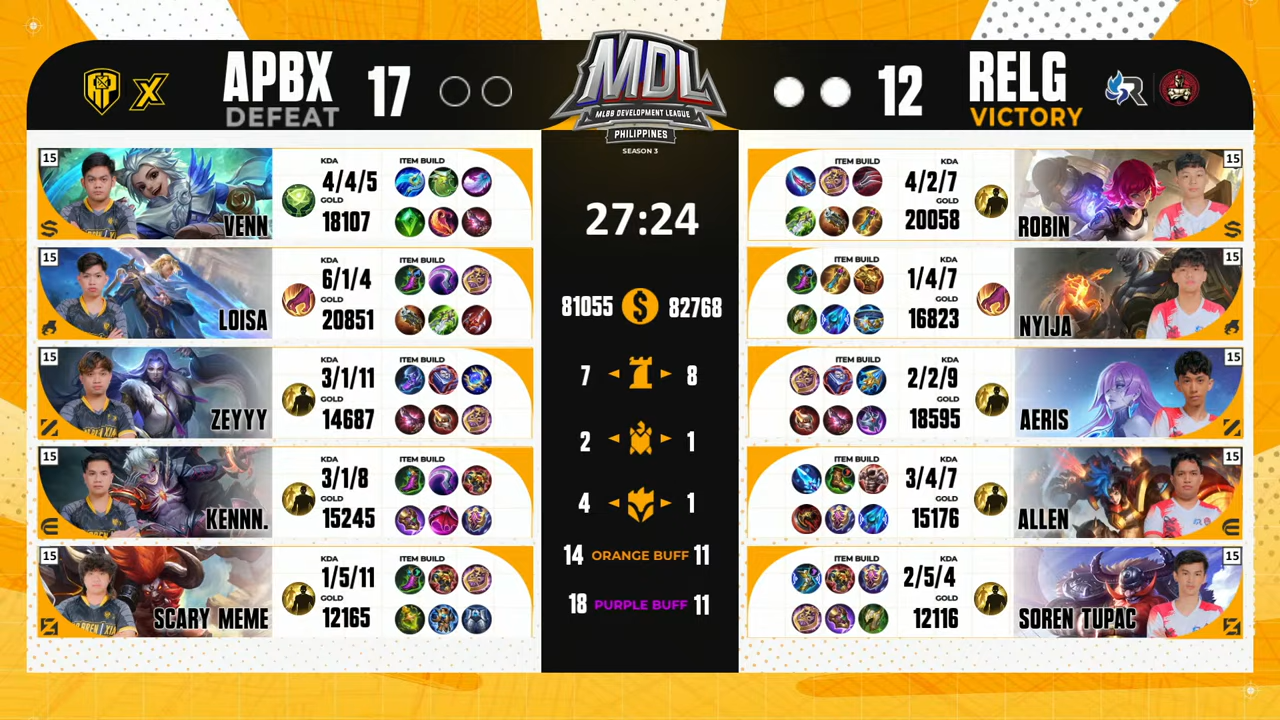 APBX
DEFEAT
17
MDL
MLBB DEVELOPMENT LEAGUE
PHILIPPINES
SEASON 3
12
RELG
VICTORY
15
VENN
KDA
4/4/5
GOLD
18107
ITEM BUILD
15
LOISA
KDA
6/1/4
GOLD
20851
ITEM BUILD
15
ZEYYY
KDA
3/1/11
GOLD
14687
ITEM BUILD
15
KENNN.
KDA
3/1/8
GOLD
15245
ITEM BUILD
15
SCARY MEME
KDA
1/5/11
GOLD
12165
ITEM BUILD
27:24
81055 $ 82768
7 8
2 1
4 1
14 ORANGE BUFF 11
18 PURPLE BUFF 11
ITEM BUILD
KDA
4/2/7
GOLD
20058
ROBIN
15
ITEM BUILD
KDA
1/4/7
GOLD
16823
NYIJA
15
ITEM BUILD
KDA
2/2/9
GOLD
18595
AERIS
15
ITEM BUILD
KDA
3/4/7
GOLD
15176
ALLEN
15
ITEM BUILD
KDA
2/5/4
GOLD
12116
SOREN TUPAC
15